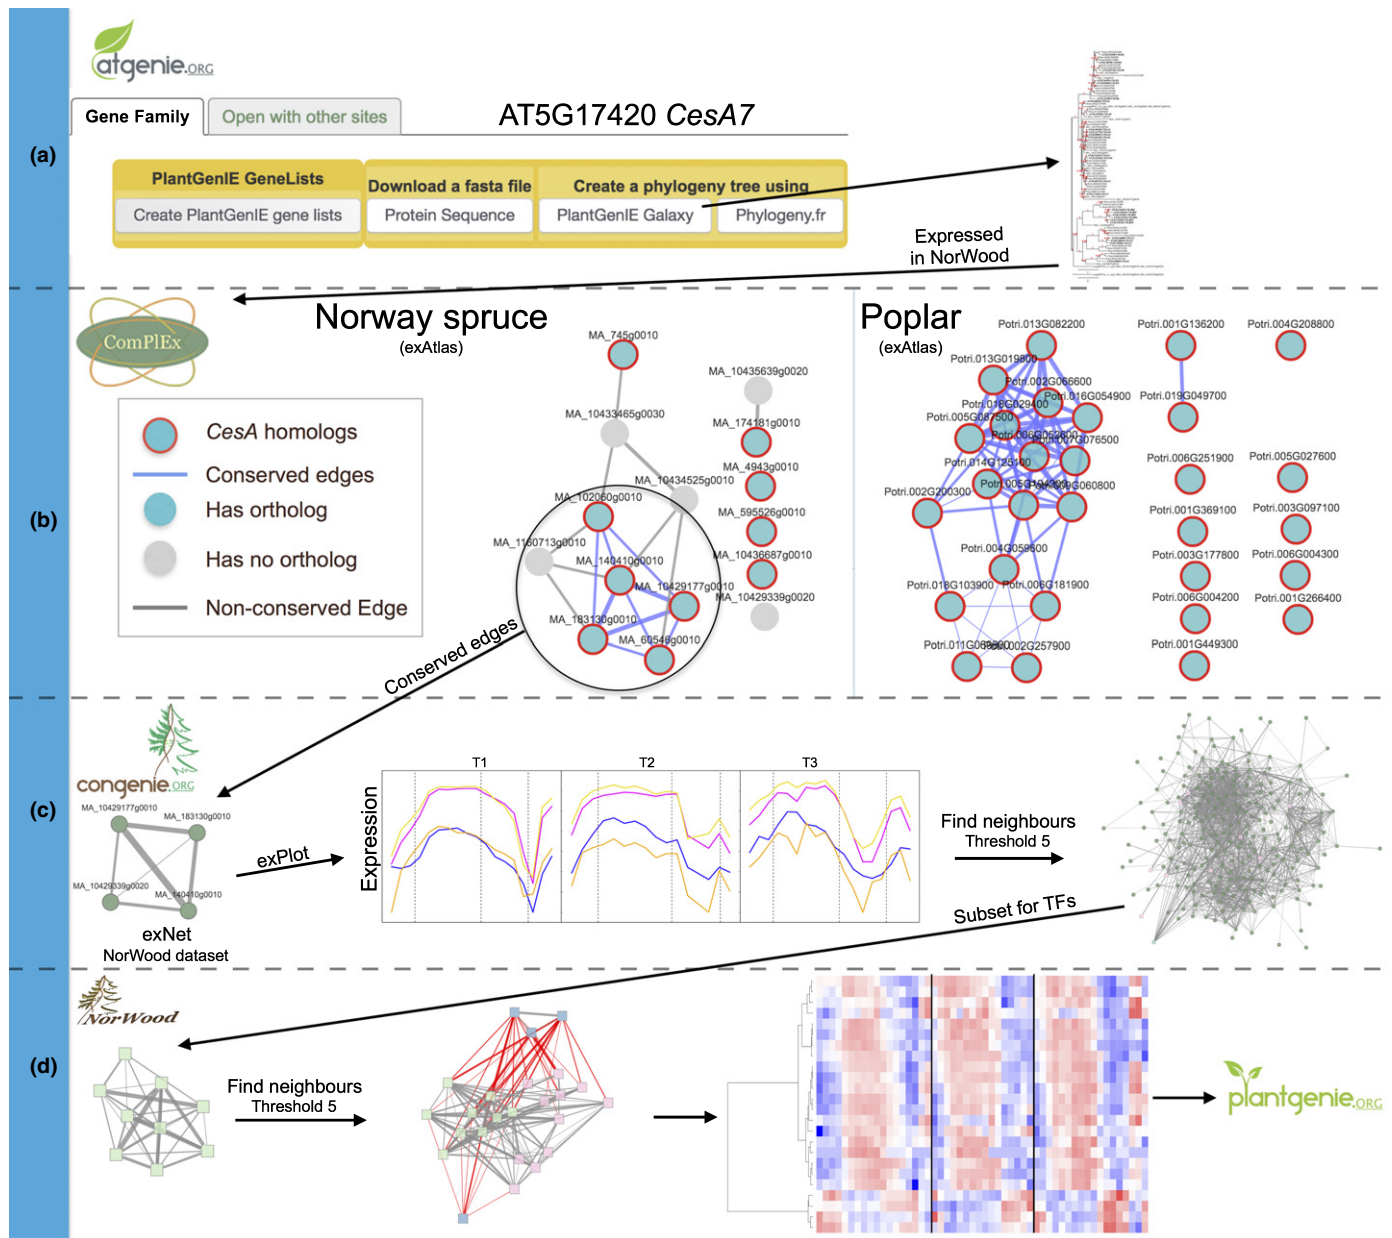 atgenie.ORG
Gene Family
Open with other sites
AT5G17420 CesA7
(a)
PlantGenIE GeneLists
Download a fasta file
Create a phylogeny tree using
Create PlantGenIE gene lists
Protein Sequence
PlantGenIE Galaxy
Phylogeny.fr
Expressed
in NorWood
ComPlEx
Norway spruce
(exAtlas)
Poplar
(exAtlas)
(b)
CesA homologs
Conserved edges
Has ortholog
Has no ortholog
Non-conserved Edge
MA_745g0010
MA_10433465g0030
MA_10434525g0010
MA_102060g0010
MA_1160713g0010
MA_140410g0010
MA_10429177g0010
MA_183130g0010
MA_60546g0010
MA_10435639g0020
MA_174181g0010
MA_4943g0010
MA_595526g0010
MA_10436687g0010
MA_10429339g0020
Potri.013G082200
Potri.013G019800
Potri.002G066600
Potri.016G054900
Potri.018G029400
Potri.005G087500
Potri.007G076500
Potri.014G125100
Potri.002G200300
Potri.004G059600
Potri.018G103900
Potri.006G181900
Potri.002G257900
Potri.001G136200
Potri.004G208800
Potri.019G049700
Potri.006G251900
Potri.005G027600
Potri.001G369100
Potri.003G097100
Potri.003G177800
Potri.006G004300
Potri.006G004200
Potri.001G266400
Potri.001G449300
Conserved edges
(c)
congenie.ORG
MA_10429177g0010
MA_183130g0010
MA_10429339g0020
MA_140410g0010
exNet
NorWood dataset
exPlot
Expression
T1
T2
T3
Find neighbours
Threshold 5
Subset for TFs
(d)
NorWood
Find neighbours
Threshold 5
plantgenie.ORG